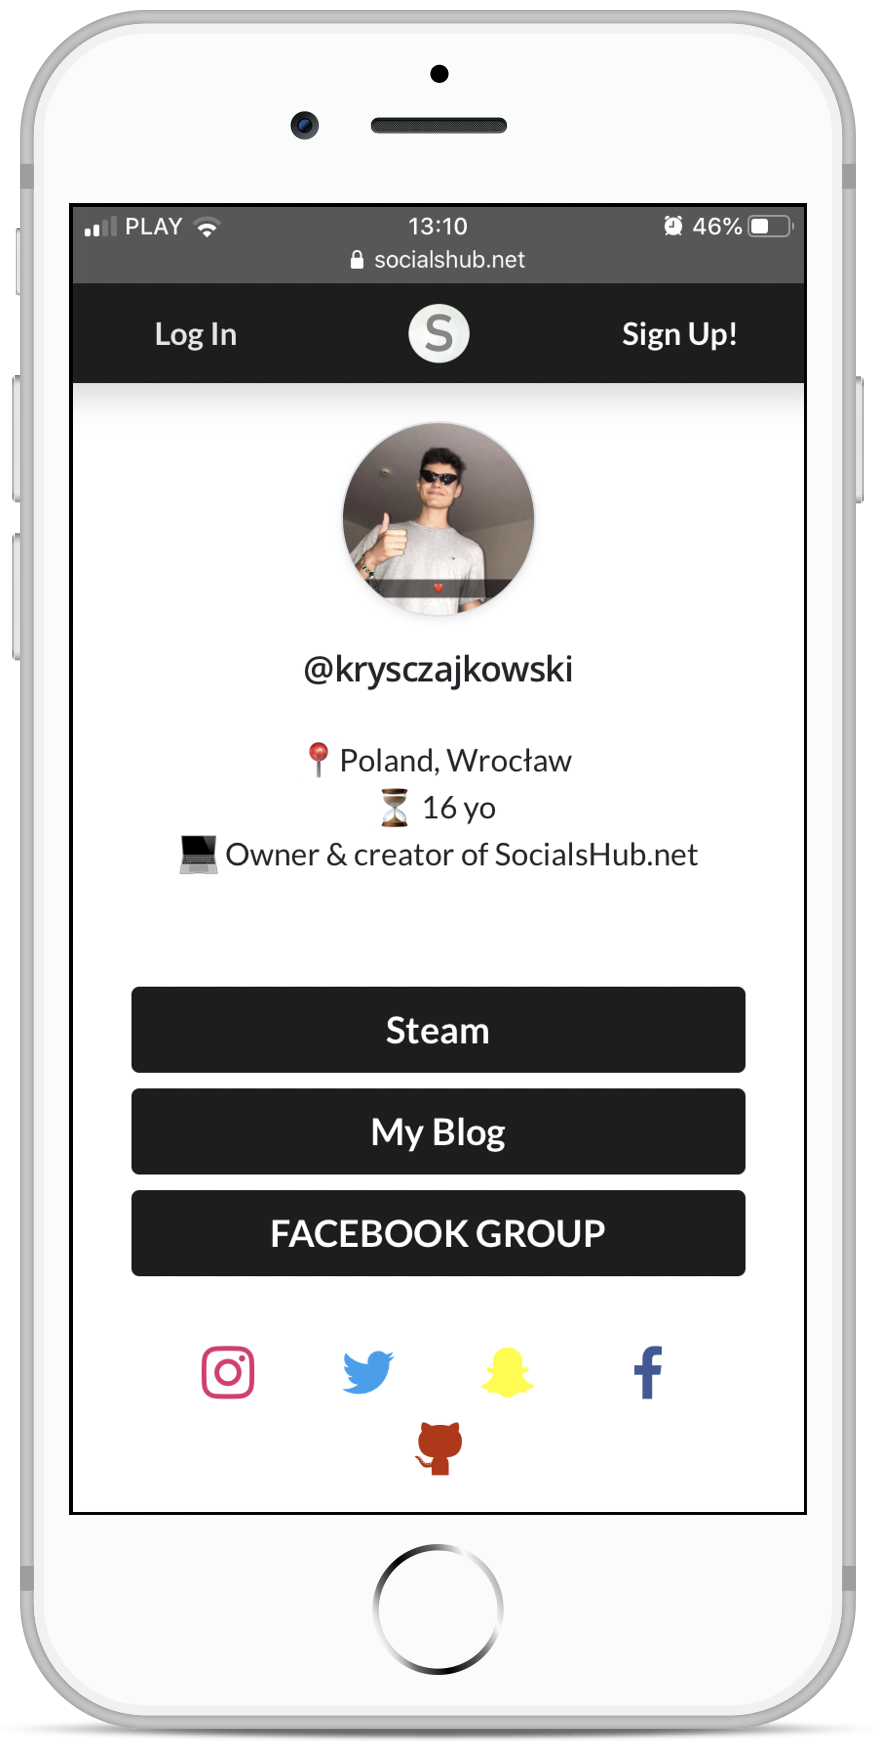 PLAY 13:10 46%
socialshub.net
Log In S Sign Up!
@krysczajkowski
📍 Poland, Wrocław
⏳ 16 yo
💻 Owner & creator of SocialsHub.net
Steam
My Blog
FACEBOOK GROUP